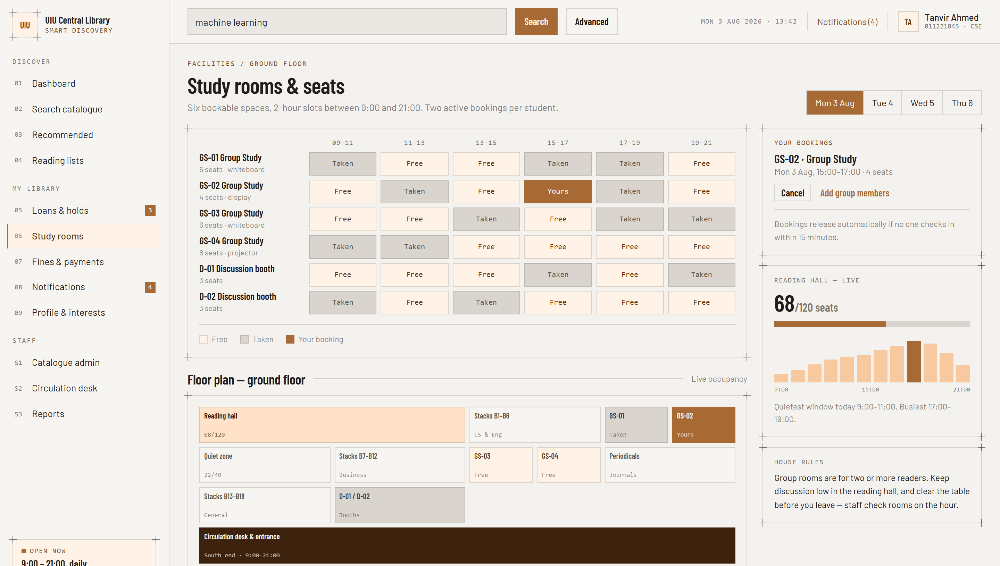 UIU
UIU Central Library
SMART DISCOVERY
machine learning
Search
Advanced
MON 3 AUG 2026 · 13:42
Notifications (4)
TA
Tanvir Ahmed
011221045 · CSE
DISCOVER
01 Dashboard
02 Search catalogue
03 Recommended
04 Reading lists
MY LIBRARY
05 Loans & holds 3
06 Study rooms
07 Fines & payments
08 Notifications 4
09 Profile & interests
STAFF
S1 Catalogue admin
S2 Circulation desk
S3 Reports
OPEN NOW
9:00 – 21:00, daily
FACILITIES / GROUND FLOOR
Study rooms & seats
Six bookable spaces, 2-hour slots between 9:00 and 21:00. Two active bookings per student.
Mon 3 Aug Tue 4 Wed 5 Thu 6
09–11 11–13 13–15 15–17 17–19 19–21
GS-01 Group Study
6 seats · whiteboard
Taken Free Free Taken Taken Free
GS-02 Group Study
4 seats · display
Free Taken Free Yours Taken Free
GS-03 Group Study
6 seats · whiteboard
Free Free Taken Free Taken Taken
GS-04 Group Study
8 seats · projector
Taken Taken Free Free Free Free
D-01 Discussion booth
3 seats
Free Free Free Taken Free Taken
D-02 Discussion booth
3 seats
Taken Free Taken Free Free Free
Free Taken Your booking
Floor plan — ground floor
Live occupancy
Reading hall
68/120
Stacks B1–B6
CS & Eng
GS-01
Taken
GS-02
Yours
Quiet zone
22/40
Stacks B7–B12
Business
GS-03
Free
GS-04
Free
Periodicals
Journals
Stacks B13–B18
General
D-01 / D-02
Booths
Circulation desk & entrance
South end · 9:00–21:00
YOUR BOOKINGS
GS-02 · Group Study
Mon 3 Aug, 15:00–17:00 · 4 seats
Cancel
Add group members
Bookings release automatically if no one checks in
within 15 minutes.
READING HALL — LIVE
68/120 seats
9:00 15:00 21:00
Quietest window today 9:00–11:00. Busiest 17:00–
19:00.
HOUSE RULES
Group rooms are for two or more readers. Keep
discussion low in the reading hall, and clear the table
before you leave — staff check rooms on the hour.